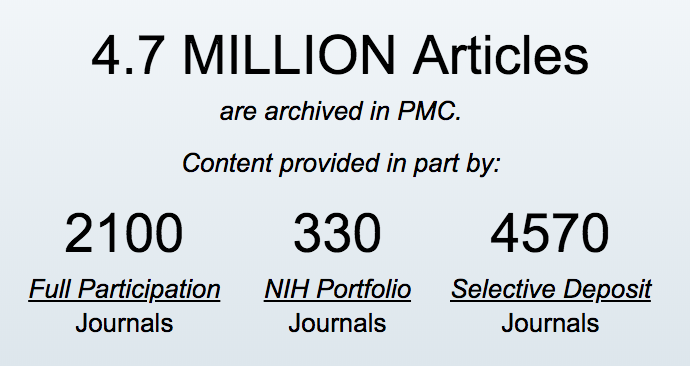 4.7 MILLION Articles
are archived in PMC.
Content provided in part by:
2100 330 4570
Full Participation NIH Portfolio Selective Deposit
Journals Journals Journals